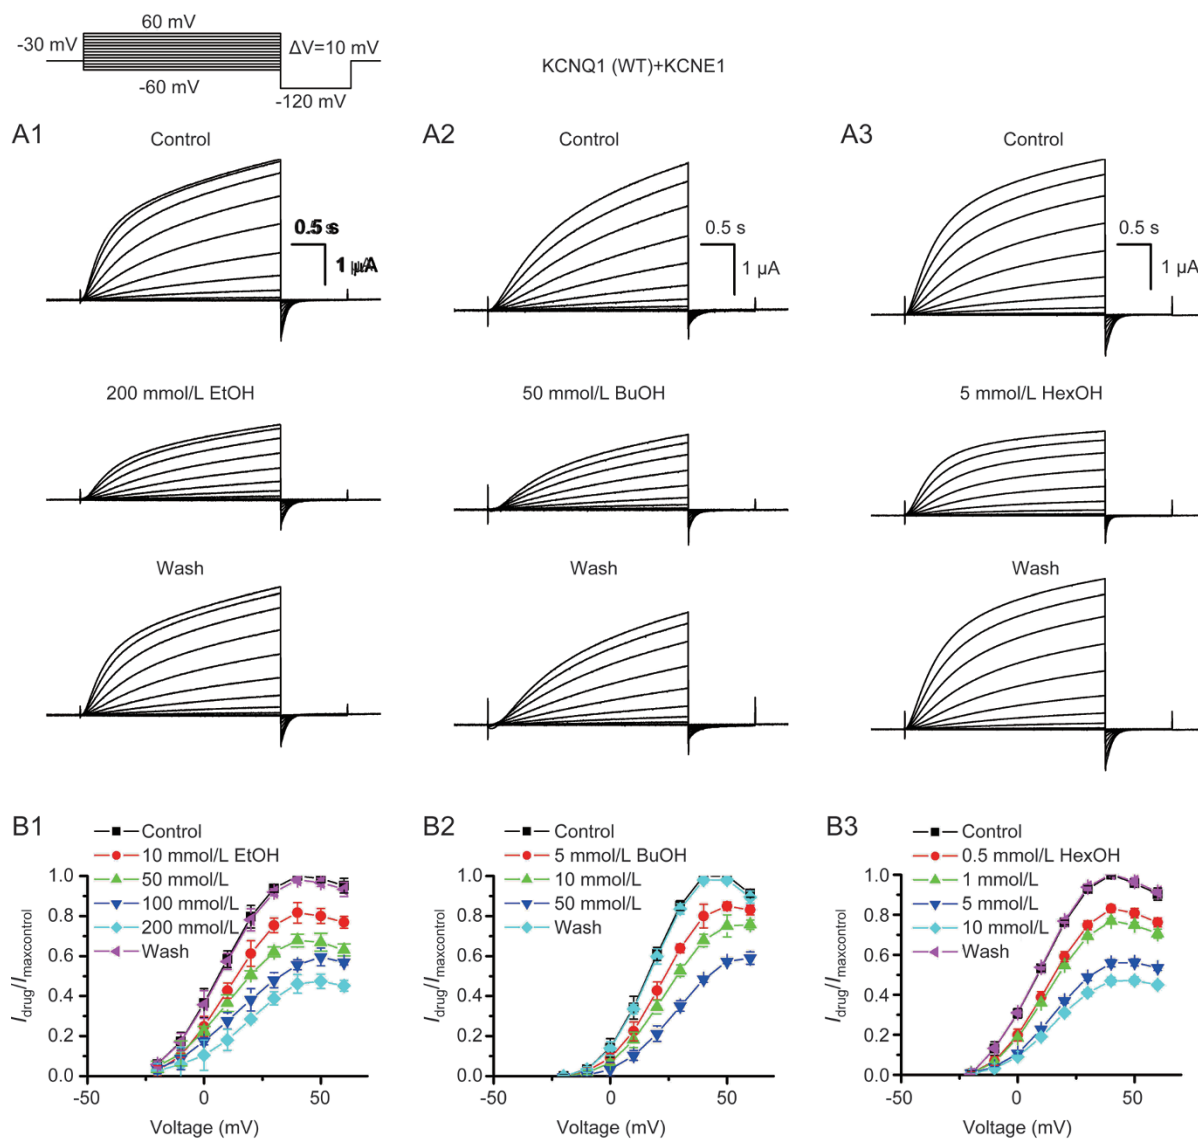 60 mV
-30 mV
ΔV=10 mV
-60 mV
-120 mV
KCNQ1 (WT)+KCNE1
A1
Control
0.5 s
1 µA
200 mmol/L EtOH
Wash
A2
Control
0.5 s
1 µA
50 mmol/L BuOH
Wash
A3
Control
0.5 s
1 µA
5 mmol/L HexOH
Wash
B1
Control
10 mmol/L EtOH
50 mmol/L
100 mmol/L
200 mmol/L
Wash
1.0
0.8
0.6
0.4
0.2
0.0
-50
0
50
Idrug/Imaxcontrol
Voltage (mV)
B2
Control
5 mmol/L BuOH
10 mmol/L
50 mmol/L
Wash
1.0
0.8
0.6
0.4
0.2
0.0
-50
0
50
Idrug/Imaxcontrol
Voltage (mV)
B3
Control
0.5 mmol/L HexOH
1 mmol/L
5 mmol/L
10 mmol/L
Wash
1.0
0.8
0.6
0.4
0.2
0.0
-50
0
50
Idrug/Imaxcontrol
Voltage (mV)